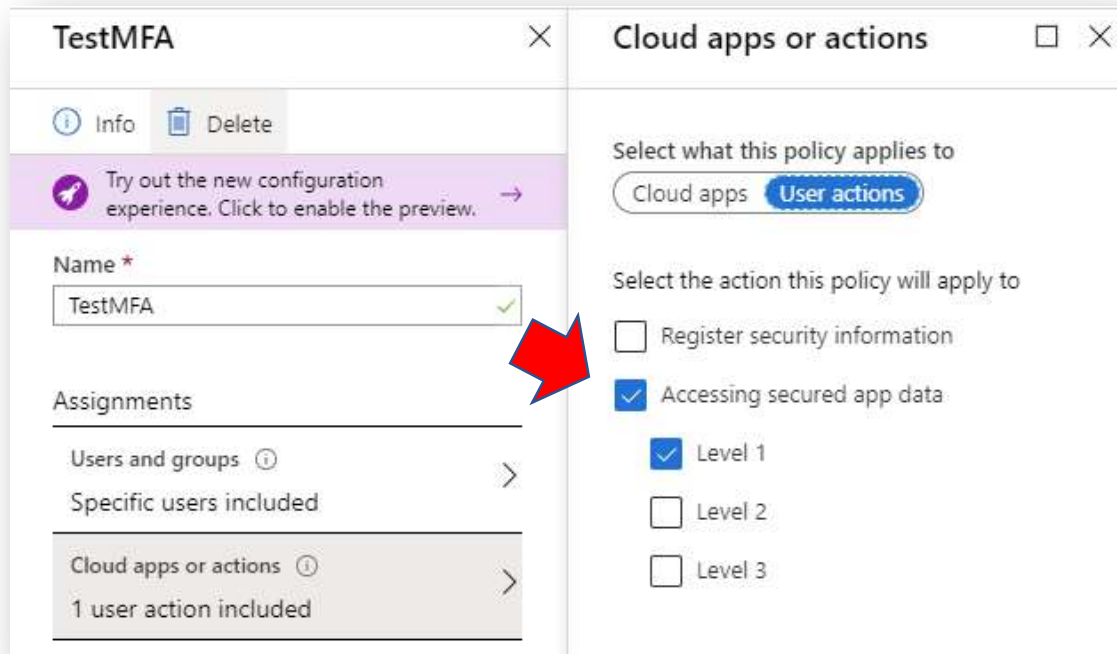 TestMFA
Info Delete
Try out the new configuration
experience. Click to enable the preview.
Name *
TestMFA
Assignments
Users and groups
Specific users included
Cloud apps or actions
1 user action included
Cloud apps or actions
Select what this policy applies to
Cloud apps User actions
Select the action this policy will apply to
Register security information
Accessing secured app data
Level 1
Level 2
Level 3